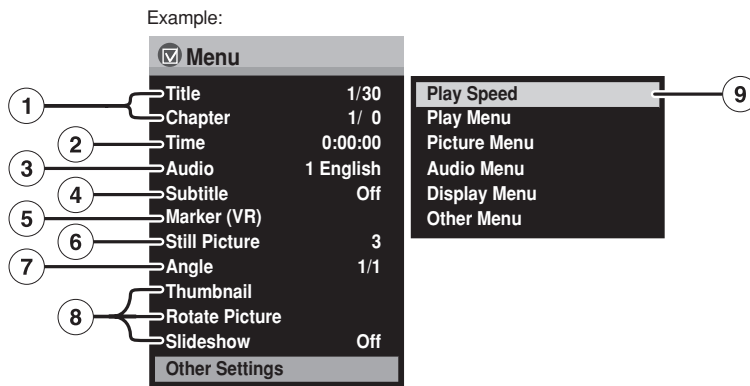 Example:
Menu
Title 1/30
Chapter 1/ 0
Time 0:00:00
Audio 1 English
Subtitle Off
Marker (VR)
Still Picture 3
Angle 1/1
Thumbnail
Rotate Picture
Slideshow Off
Other Settings
Play Speed
Play Menu
Picture Menu
Audio Menu
Display Menu
Other Menu
1
2
3
4
5
6
7
8
9